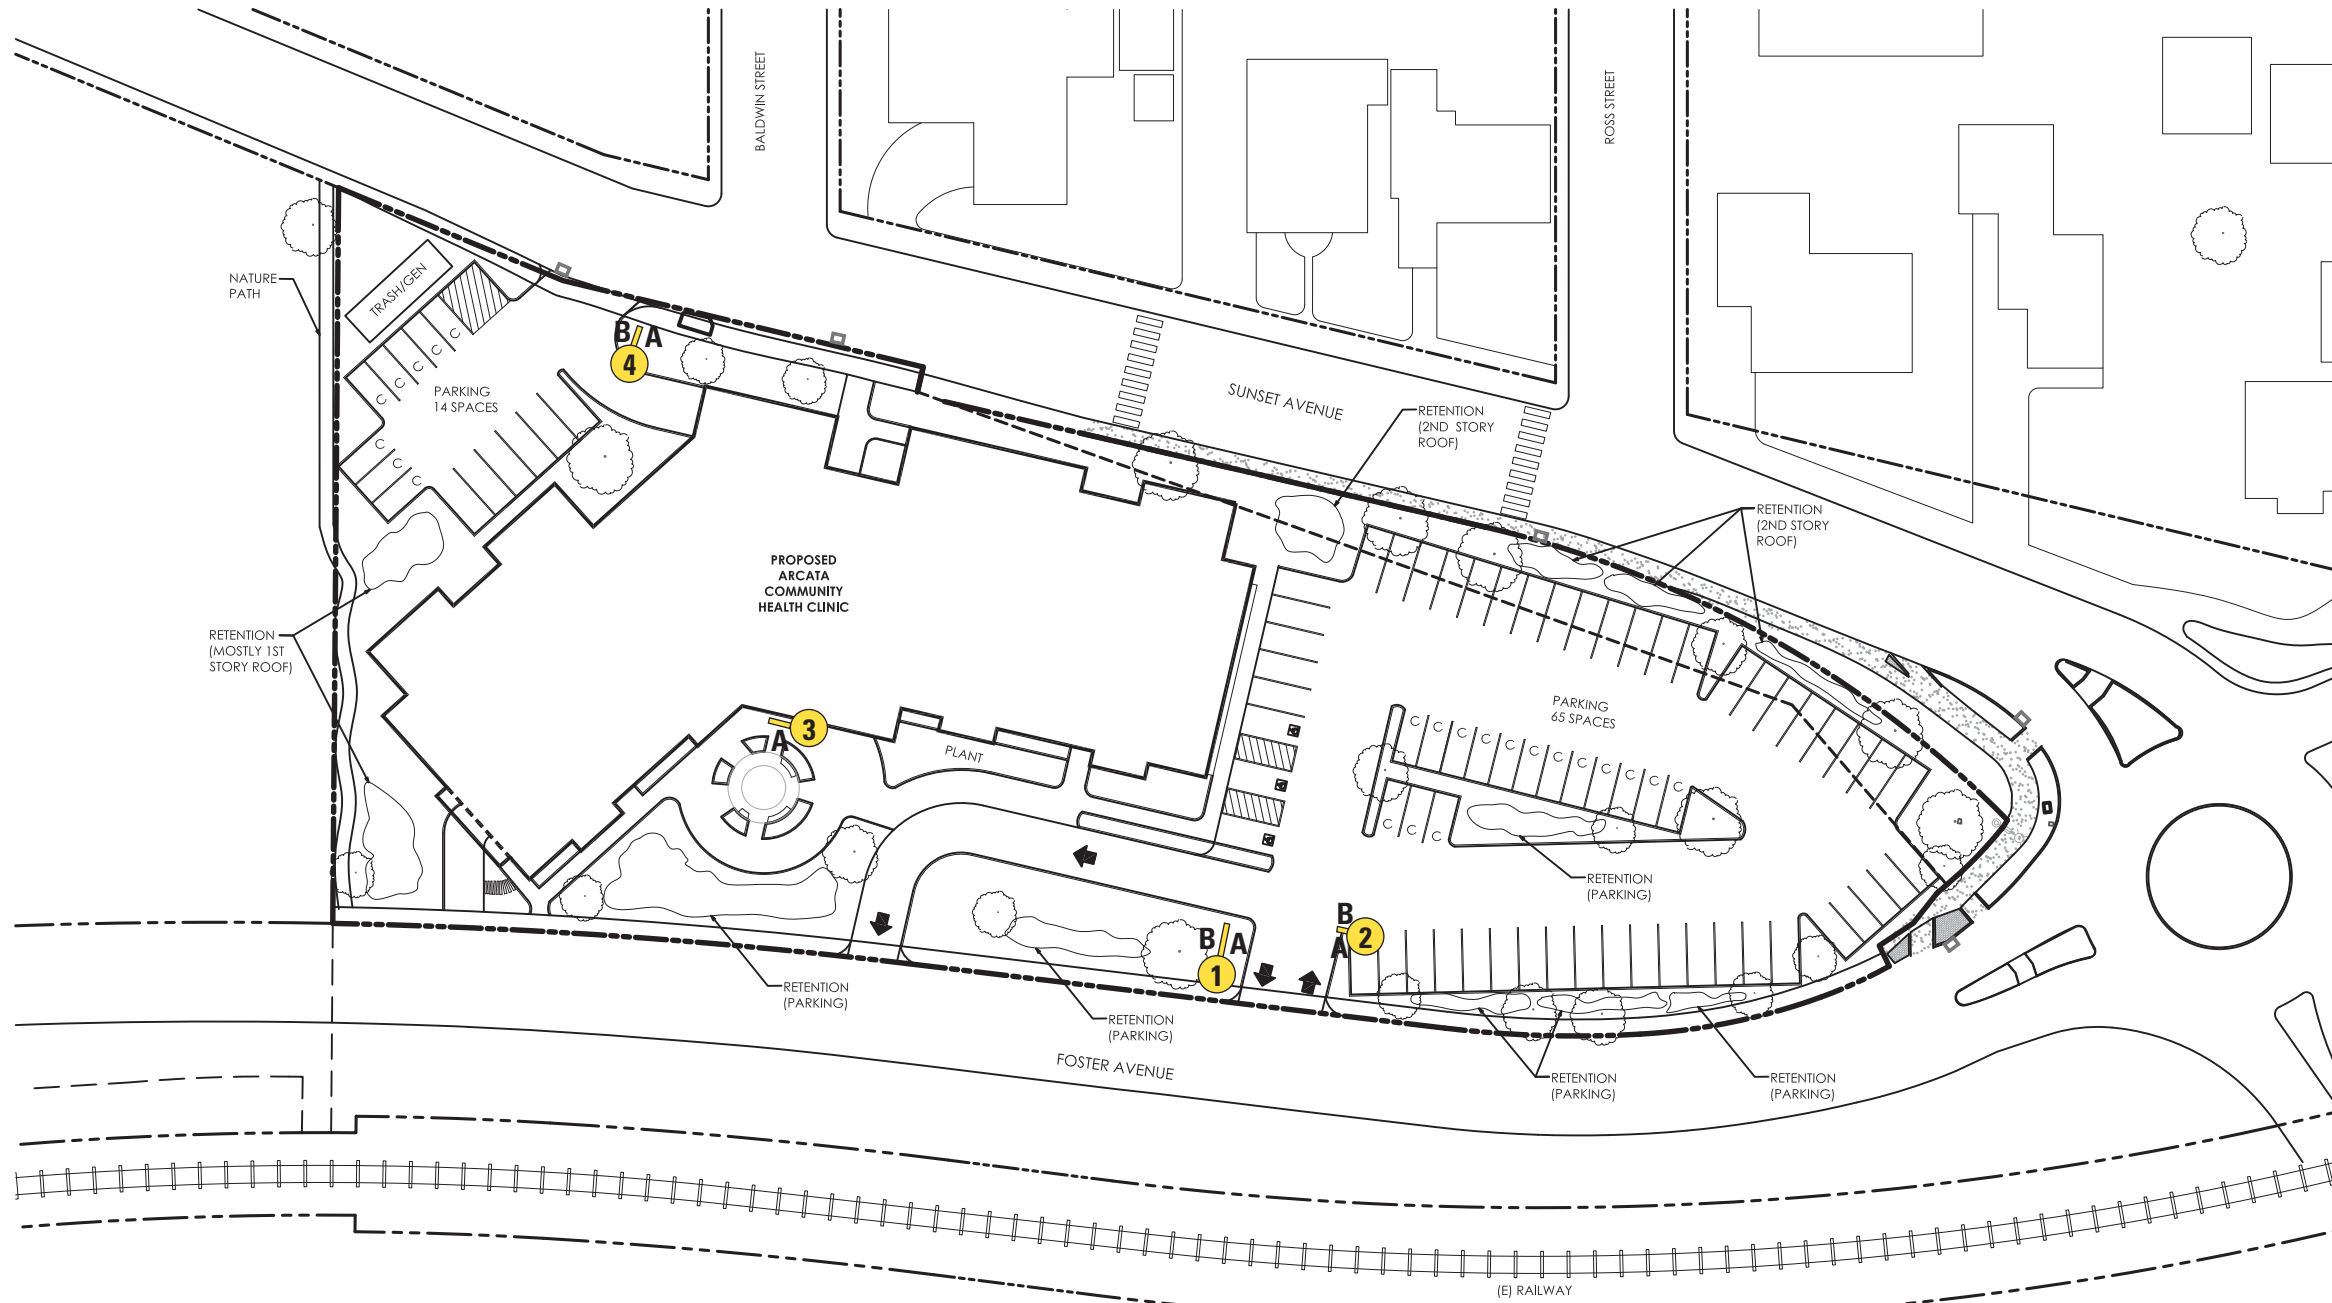 BALDWIN STREET
ROSS STREET
NATURE
PATH
TRASH/GEN
C
C
C
C
C
PARKING
14 SPACES
C
C
C
B
A
4
SUNSET AVENUE
RETENTION
(2ND STORY
ROOF)
RETENTION
(2ND STORY
ROOF)
PROPOSED
ARCATA
COMMUNITY
HEALTH CLINIC
RETENTION
(MOSTLY 1ST
STORY ROOF)
3
A
PLANT
PARKING
65 SPACES
C C C C C C C C C C C C
C C C
RETENTION
(PARKING)
B
A
1
B
A
2
RETENTION
(PARKING)
RETENTION
(PARKING)
RETENTION
(PARKING)
RETENTION
(PARKING)
FOSTER AVENUE
(E) RAILWAY